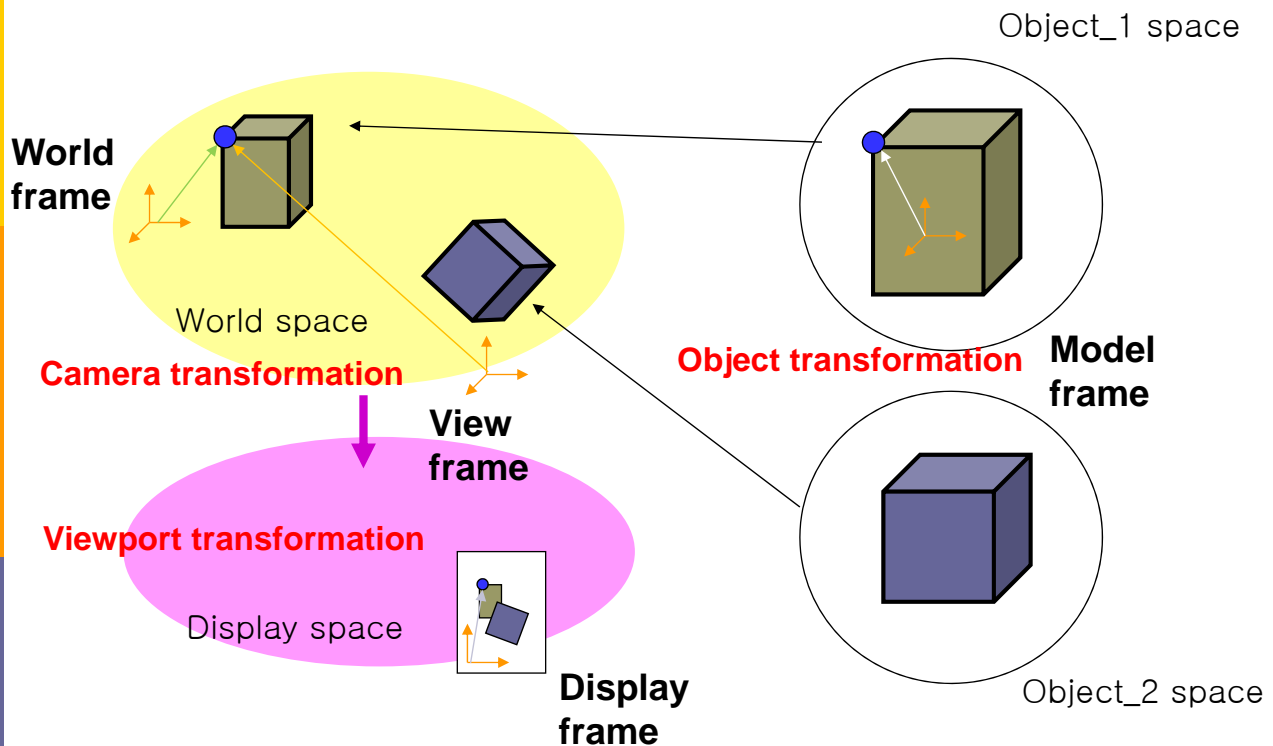 Object_1 space
World
frame
World space
Camera transformation
Object transformation
Model
frame
View
frame
Viewport transformation
Display space
Display
frame
Object_2 space